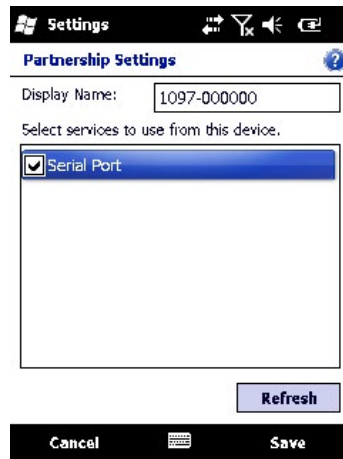 Settings
Partnership Settings
Display Name: 1097-000000
Select services to use from this device.
Serial Port
Refresh
Cancel Save